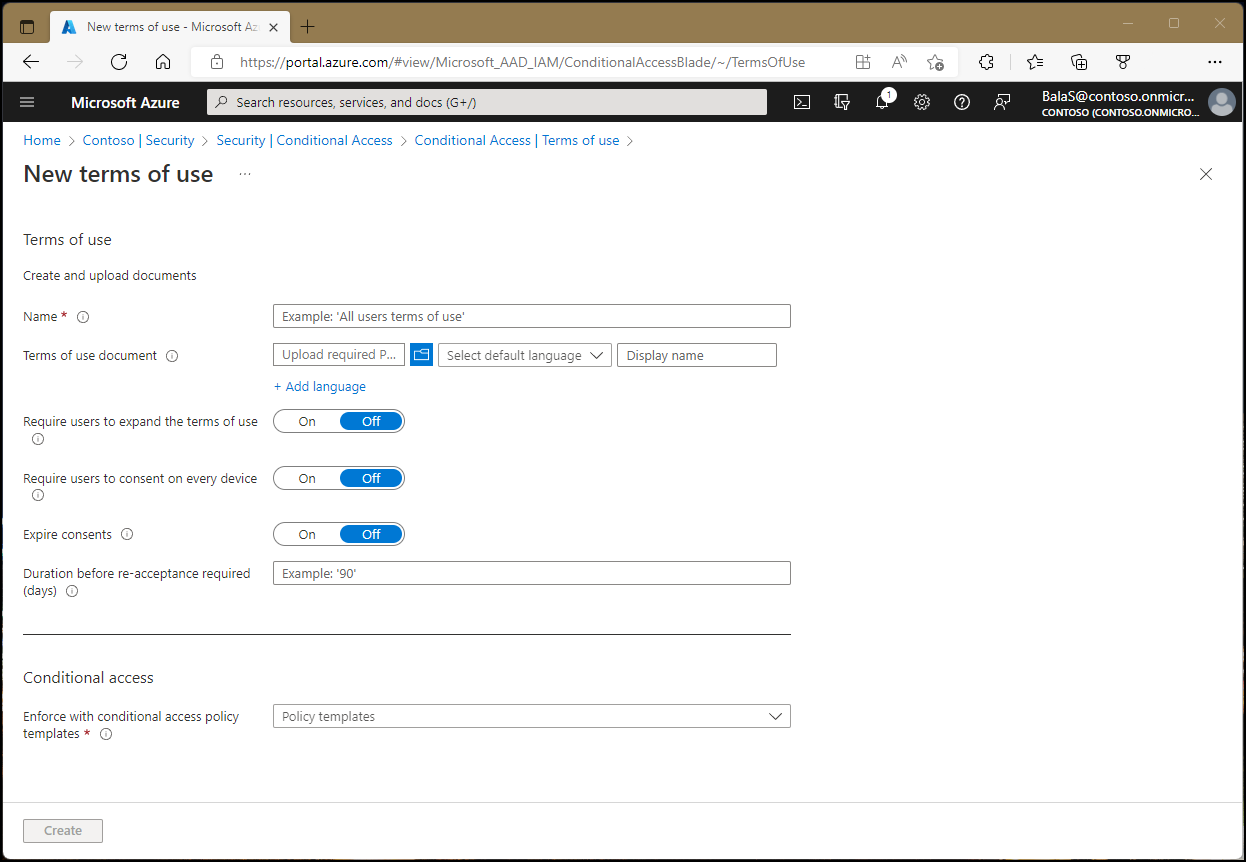 New terms of use - Microsoft Az
https://portal.azure.com/#view/Microsoft_AAD_IAM/ConditionalAccessBlade/~/TermsOfUse
Microsoft Azure
Search resources, services, and docs (G+/)
1
BalaS@contoso.onmicr...
CONTOSO (CONTOSO.ONMICRO...
Home > Contoso | Security > Security | Conditional Access > Conditional Access | Terms of use >
New terms of use ...
Terms of use
Create and upload documents
Name *
Example: 'All users terms of use'
Terms of use document
Upload required P...
Select default language
Display name
+ Add language
Require users to expand the terms of use
On Off
Require users to consent on every device
On Off
Expire consents
On Off
Duration before re-acceptance required
(days)
Example: '90'
Conditional access
Enforce with conditional access policy
templates *
Policy templates
Create